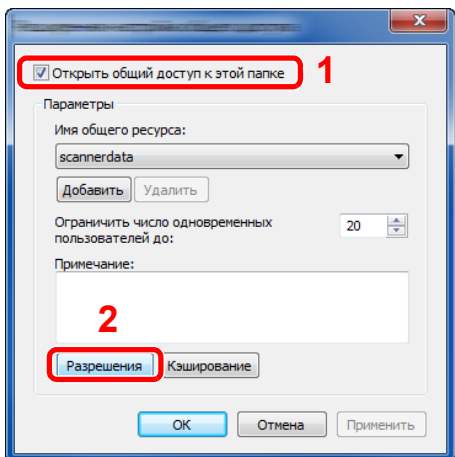 Открыть общий доступ к этой папке
1
Параметры
Имя общего ресурса:
scannerdata
Добавить Удалить
Ограничить число одновременных
пользователей до:
20
Примечание:
2
Разрешения Кэширование
OK Отмена Применить